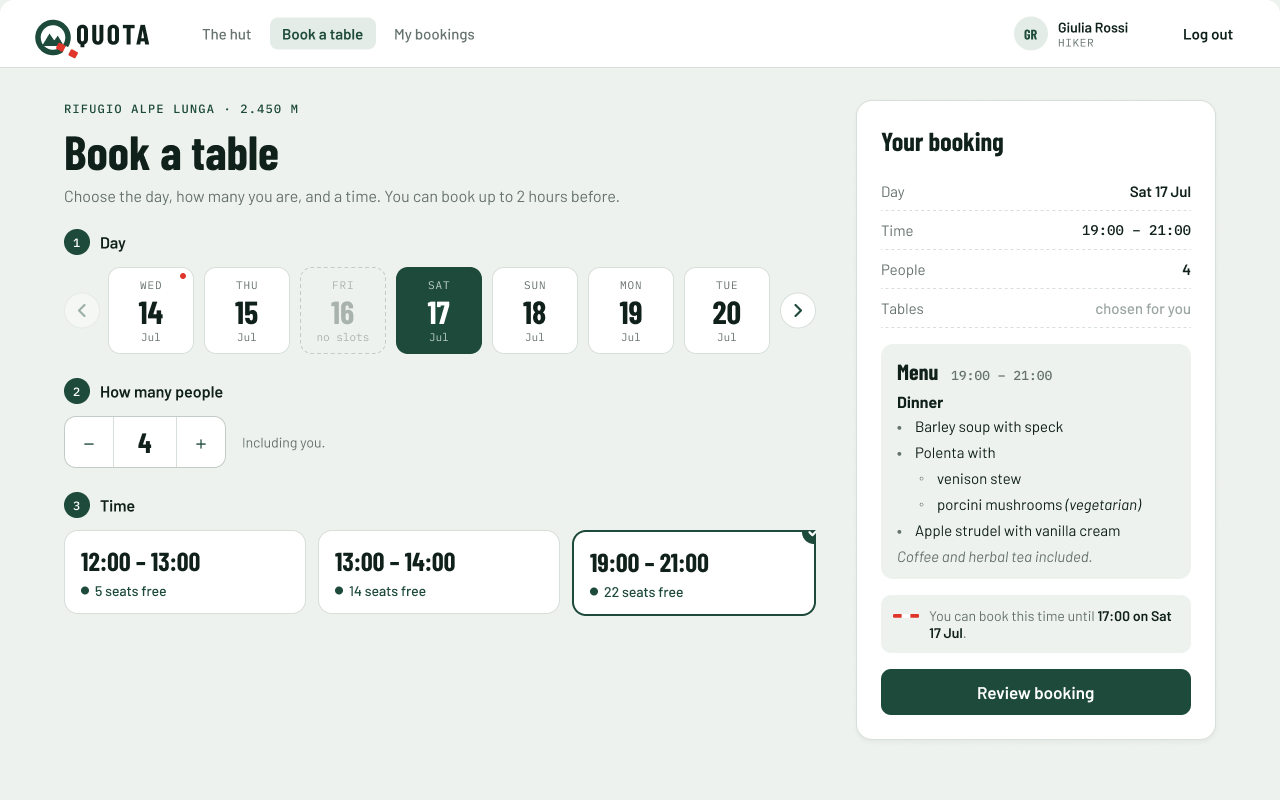 QUOTA
The hut
Book a table
My bookings
GR
Giulia Rossi
HIKER
Log out
RIFUGIO ALPE LUNGA · 2.450 M
Book a table
Choose the day, how many you are, and a time. You can book up to 2 hours before.
1 Day
WED
14
Jul
THU
15
Jul
FRI
16
no slots
SAT
17
Jul
SUN
18
Jul
MON
19
Jul
TUE
20
Jul
2 How many people
− 4 +
Including you.
3 Time
12:00 – 13:00
5 seats free
13:00 – 14:00
14 seats free
19:00 – 21:00
22 seats free
Your booking
Day Sat 17 Jul
Time 19:00 – 21:00
People 4
Tables chosen for you
Menu 19:00 – 21:00
Dinner
• Barley soup with speck
• Polenta with
◦ venison stew
◦ porcini mushrooms (vegetarian)
• Apple strudel with vanilla cream
Coffee and herbal tea included.
You can book this time until 17:00 on Sat
17 Jul.
Review booking